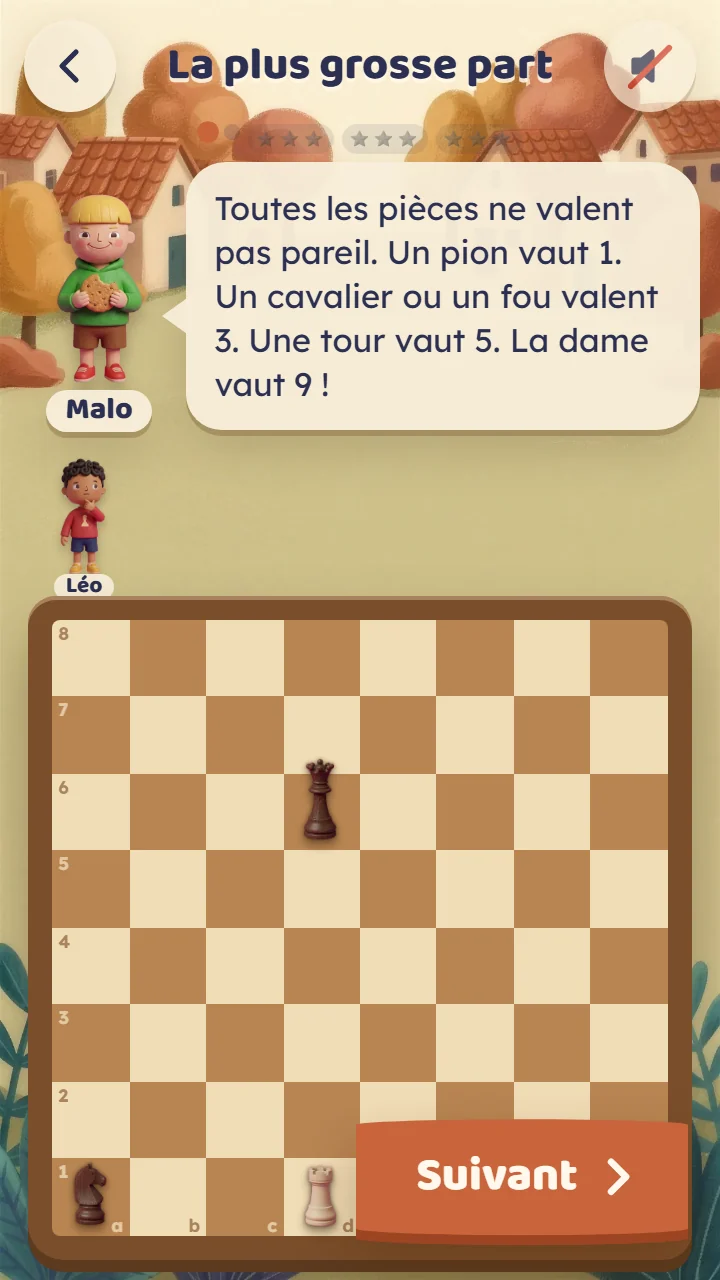 La plus grosse part
Toutes les pièces ne valent
pas pareil. Un pion vaut 1.
Un cavalier ou un fou valent
3. Une tour vaut 5. La dame
vaut 9 !
Malo
Léo
8
7
6
5
4
3
2
1
a b c d
Suivant